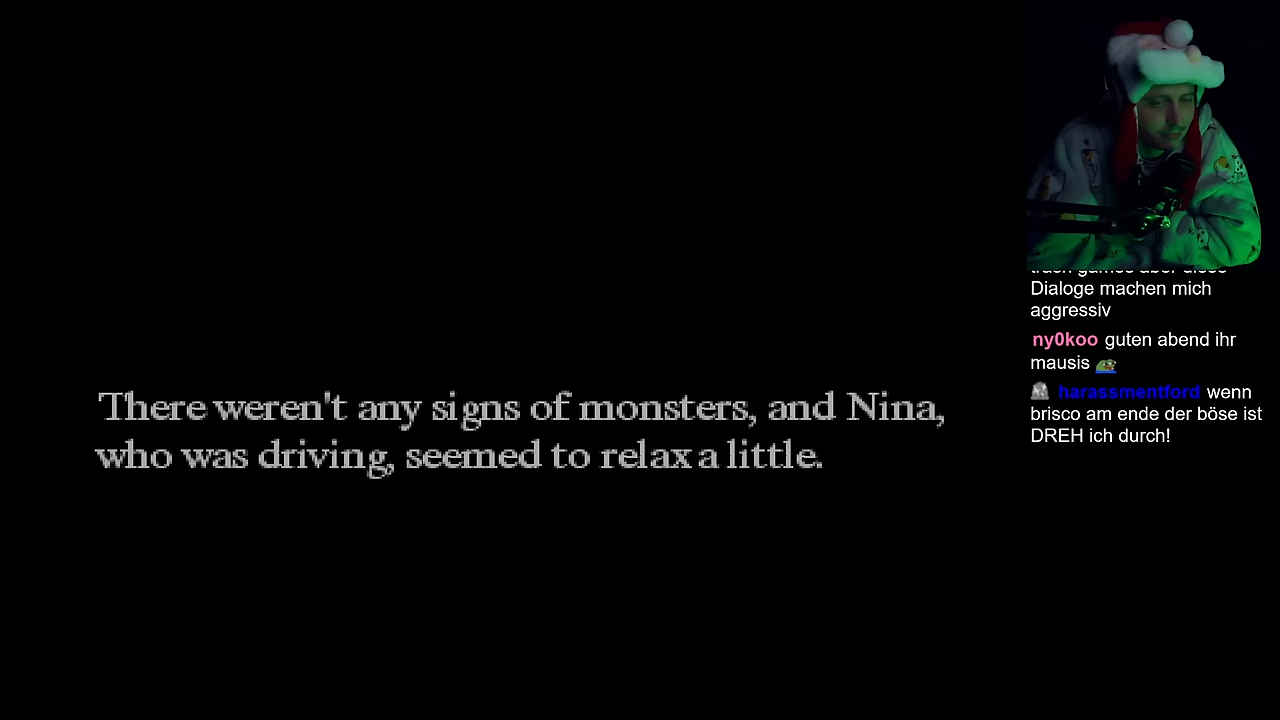 There weren't any signs of monsters, and Nina,
who was driving, seemed to relax a little.
Dialoge machen mich
aggressiv
ny0koo guten abend ihr
mausis
harassmentford wenn
brisco am ende der böse ist
DREH ich durch!